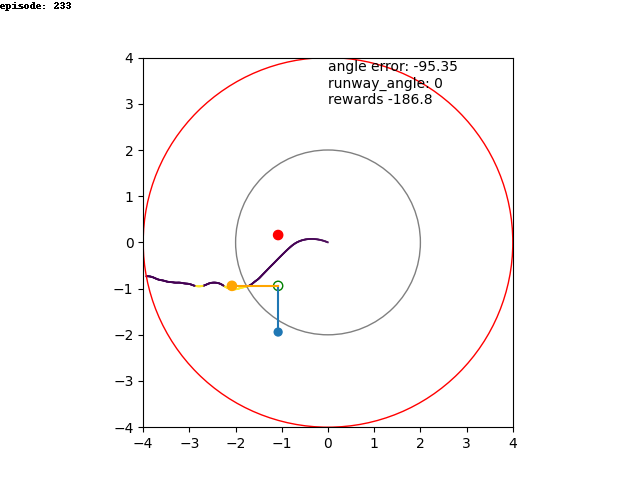 episode: 233
angle error: -95.35
runway_angle: 0
rewards -186.8
4
3
2
1
0
−1
−2
−3
−4
−4 −3 −2 −1 0 1 2 3 4